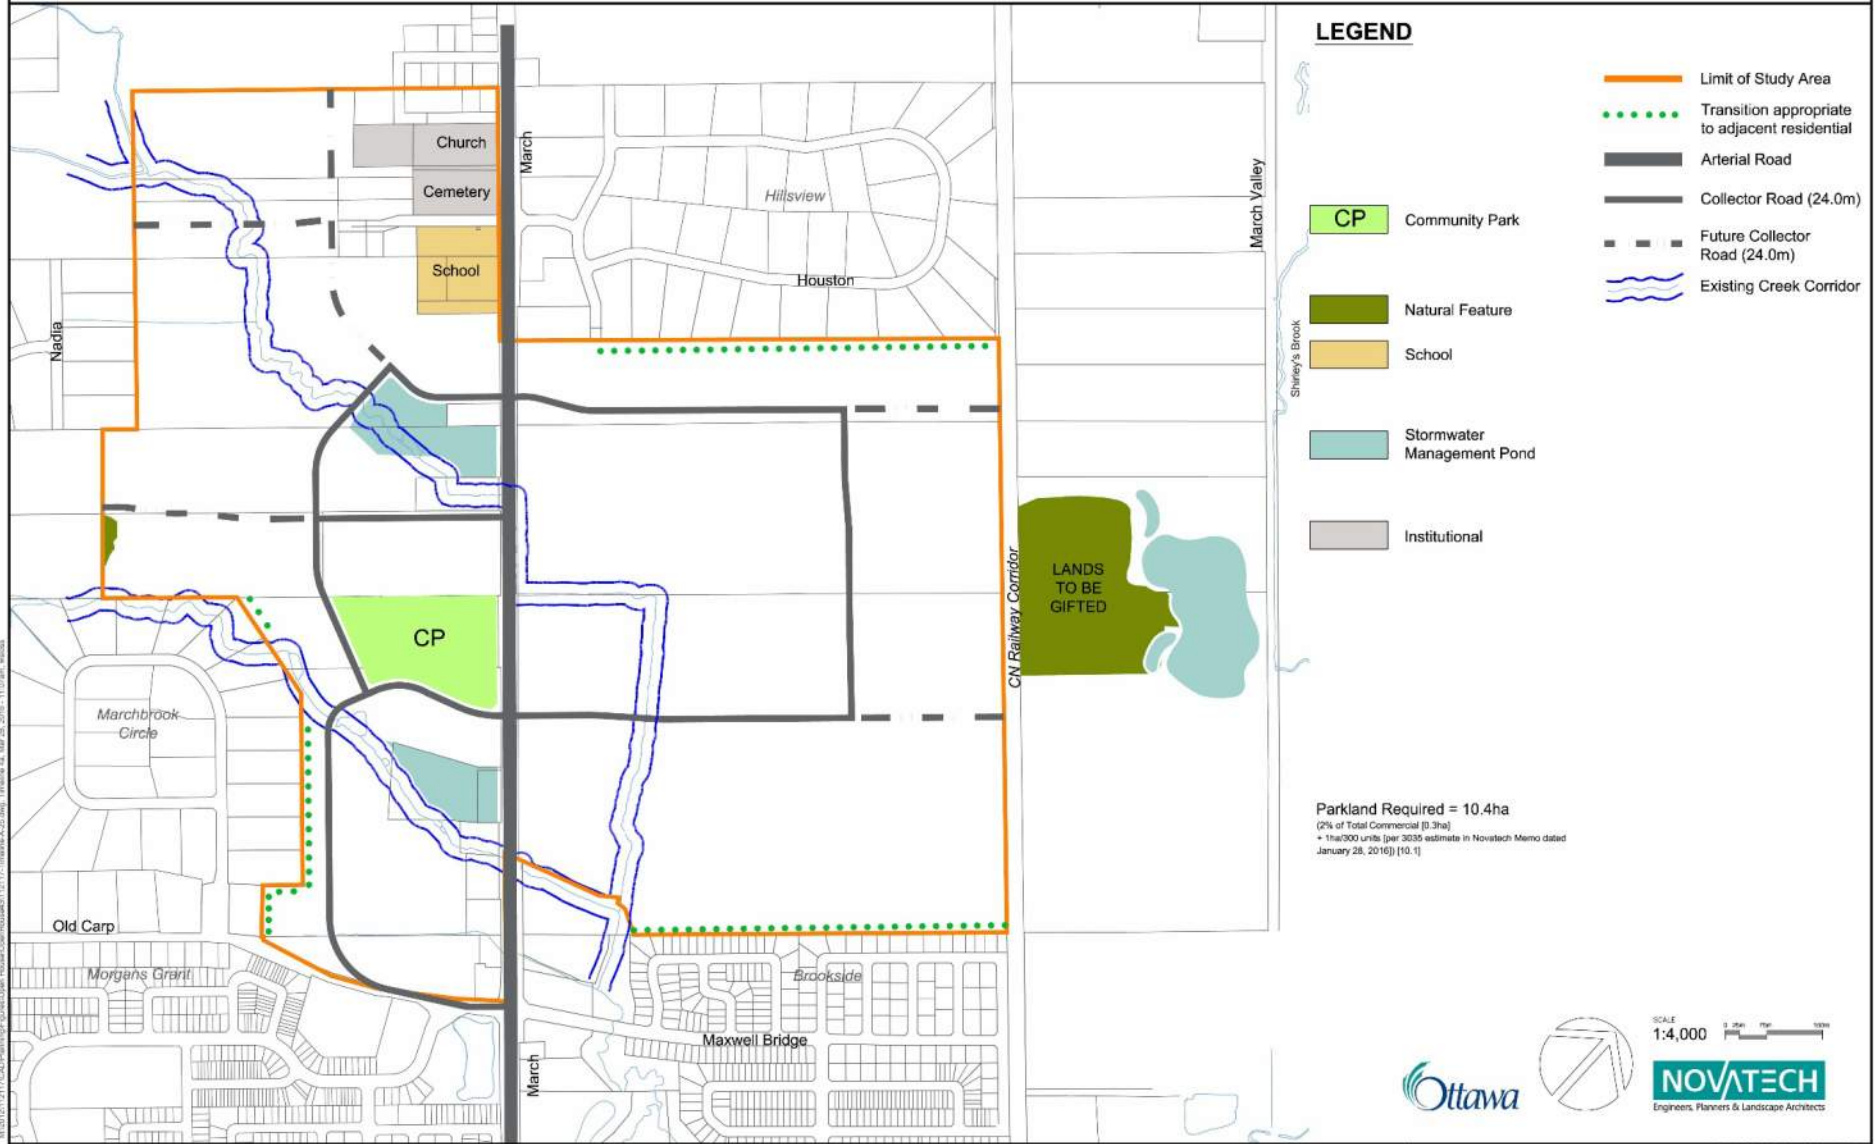 LEGEND
Limit of Study Area
Transition appropriate
to adjacent residential
Arterial Road
Collector Road (24.0m)
Future Collector
Road (24.0m)
Existing Creek Corridor
CP
Community Park
Natural Feature
School
Stormwater
Management Pond
Institutional
Church
Cemetery
School
March
Hillsview
Houston
March Valley
Shirley's Brook
Nadia
CP
CN Railway Corridor
LANDS
TO BE
GIFTED
Marchbrook
Circle
Old Carp
Morgans Grant
Brookside
Maxwell Bridge
March
Parkland Required = 10.4ha
(2% of Total Commercial [0.3ha]
+ 1ha/300 units [per 3035 estimate in Novatech Memo dated
January 28, 2016]) [10.1]
SCALE
1:4,000
Ottawa
NOVATECH
Engineers, Planners & Landscape Architects